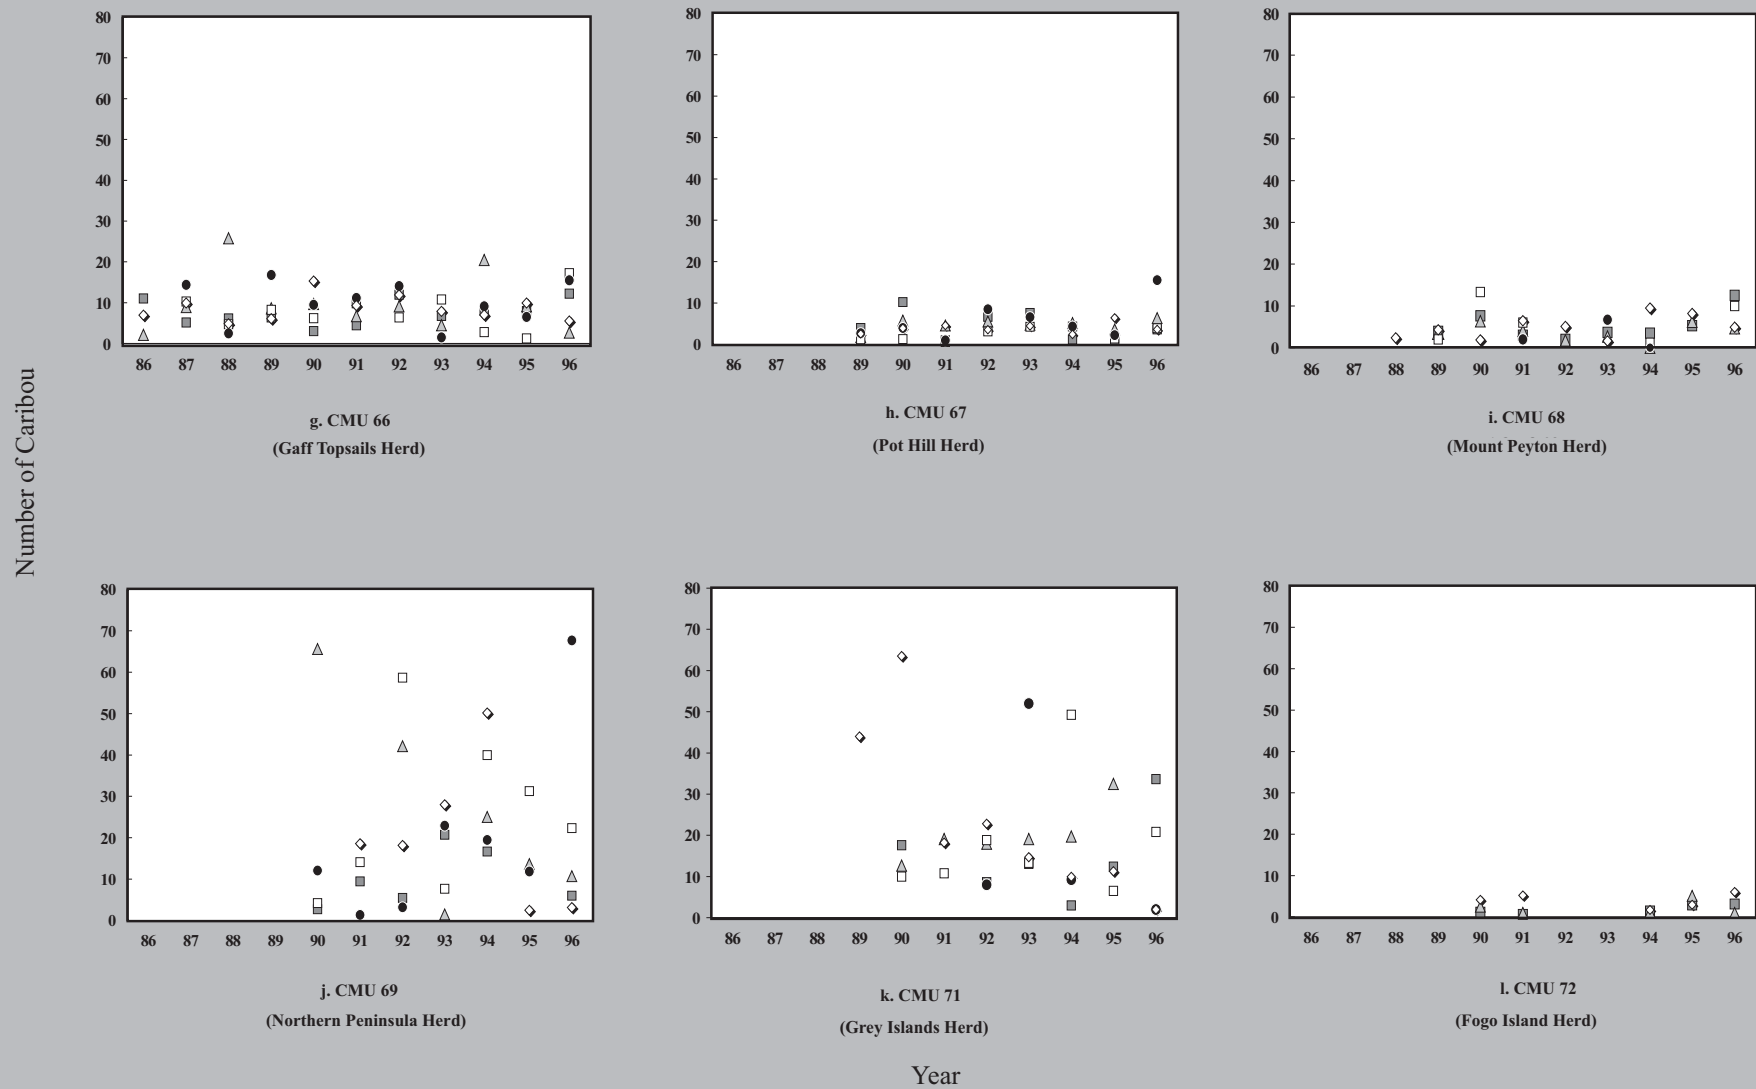 Number of Caribou
80
70
60
50
40
30
20
10
0
86 87 88 89 90 91 92 93 94 95 96
g. CMU 66
(Gaff Topsails Herd)
80
70
60
50
40
30
20
10
0
86 87 88 89 90 91 92 93 94 95 96
h. CMU 67
(Pot Hill Herd)
80
70
60
50
40
30
20
10
0
86 87 88 89 90 91 92 93 94 95 96
i. CMU 68
(Mount Peyton Herd)
80
70
60
50
40
30
20
10
0
86 87 88 89 90 91 92 93 94 95 96
j. CMU 69
(Northern Peninsula Herd)
80
70
60
50
40
30
20
10
0
86 87 88 89 90 91 92 93 94 95 96
k. CMU 71
(Grey Islands Herd)
80
70
60
50
40
30
20
10
0
86 87 88 89 90 91 92 93 94 95 96
l. CMU 72
(Fogo Island Herd)
Year